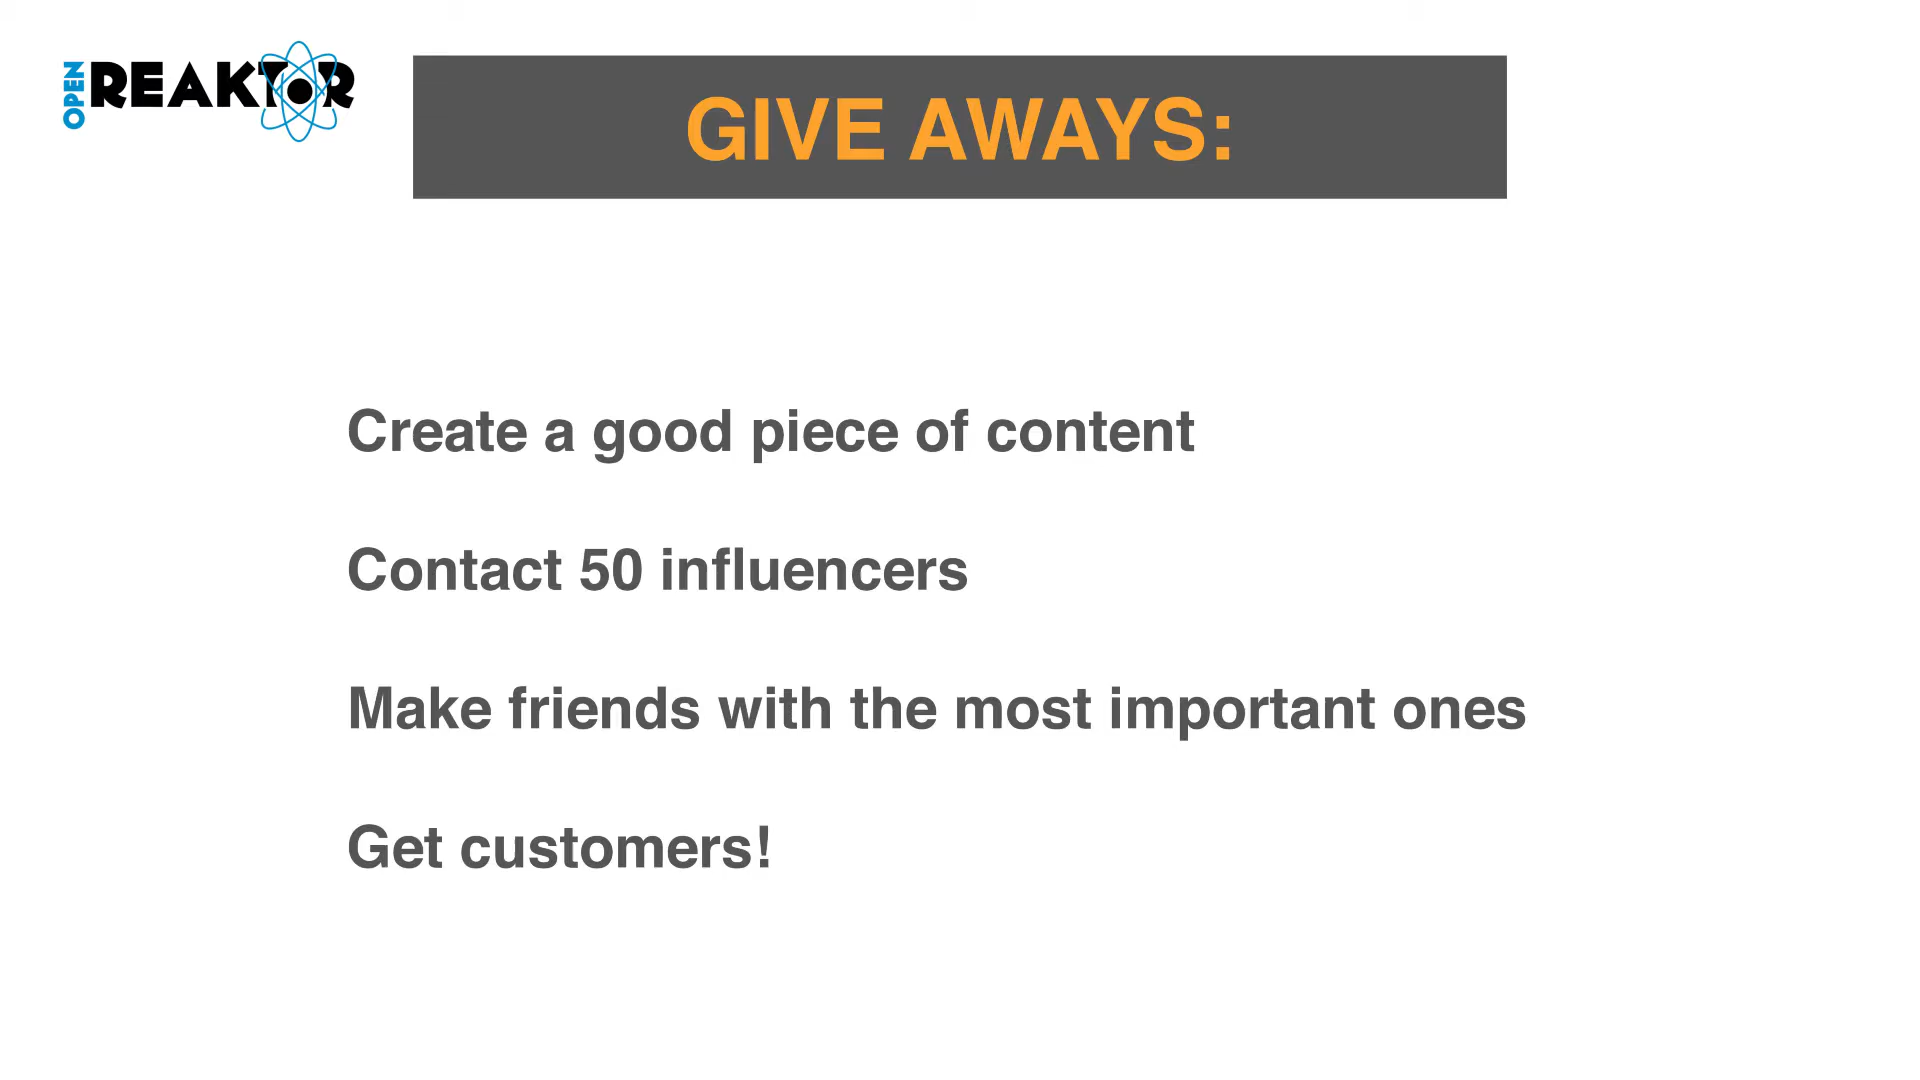 OPEN REAKTOR
GIVE AWAYS:
Create a good piece of content
Contact 50 influencers
Make friends with the most important ones
Get customers!